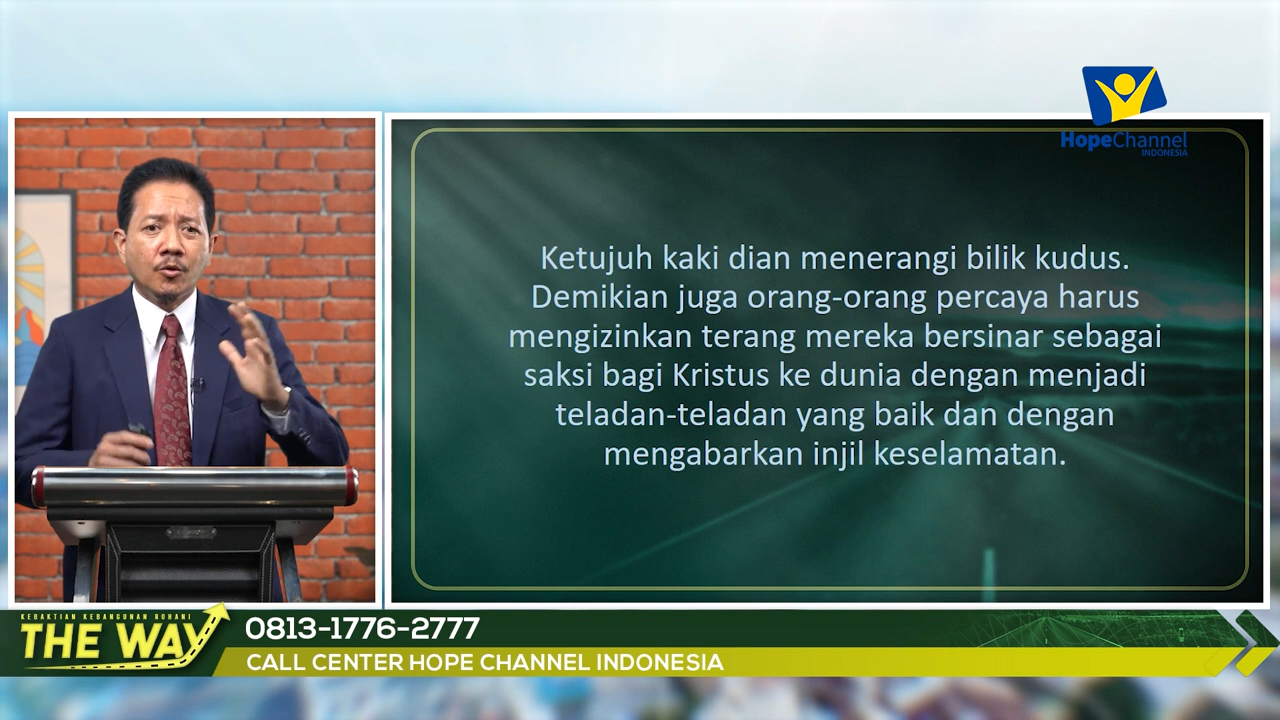 HopeChannel
INDONESIA
Ketujuh kaki dian menerangi bilik kudus.
Demikian juga orang-orang percaya harus
mengizinkan terang mereka bersinar sebagai
saksi bagi Kristus ke dunia dengan menjadi
teladan-teladan yang baik dan dengan
mengabarkan injil keselamatan.
KEBAKTIAN KEBANGUNAN ROHANI
THE WAY
0813-1776-2777
CALL CENTER HOPE CHANNEL INDONESIA